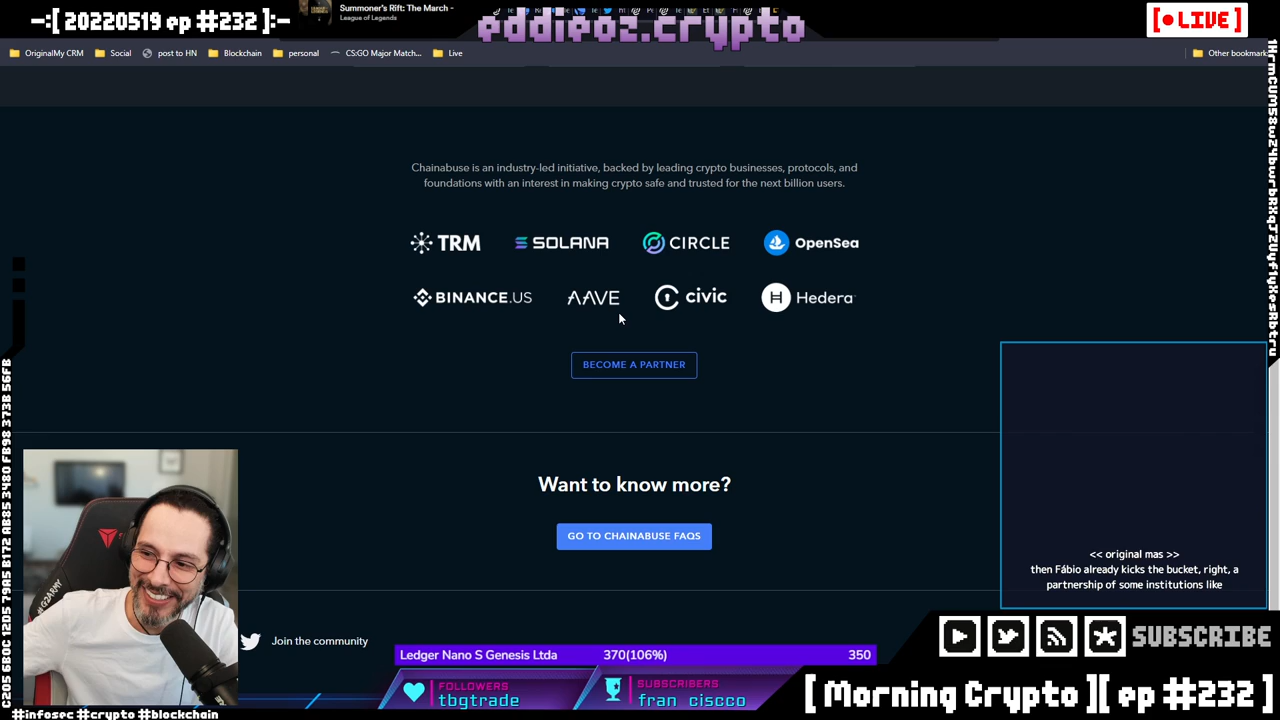 —:[ 20220519 ep #232 ]:—
Summoner's Rift: The March -
League of Legends
eddieoz.crypto
[● LIVE]
OriginalMy CRM
Social
post to HN
Blockchain
personal
CS:GO Major Match...
Live
Other bookmark
Chainabuse is an industry-led initiative, backed by leading crypto businesses, protocols, and
foundations with an interest in making crypto safe and trusted for the next billion users.
TRM
SOLANA
CIRCLE
OpenSea
BINANCE.US
AAVE
civic
Hedera
BECOME A PARTNER
Want to know more?
GO TO CHAINABUSE FAQS
<< original mas >>
then Fábio already kicks the bucket, right, a
partnership of some institutions like
Join the community
Ledger Nano S Genesis Ltda 370(106%) 350
FOLLOWERS
tbgtrade
SUBSCRIBERS
fran_ciscco
SUBSCRIBE
[ Morning Crypto ][ ep #232 ]
#infosec #crypto #blockchain